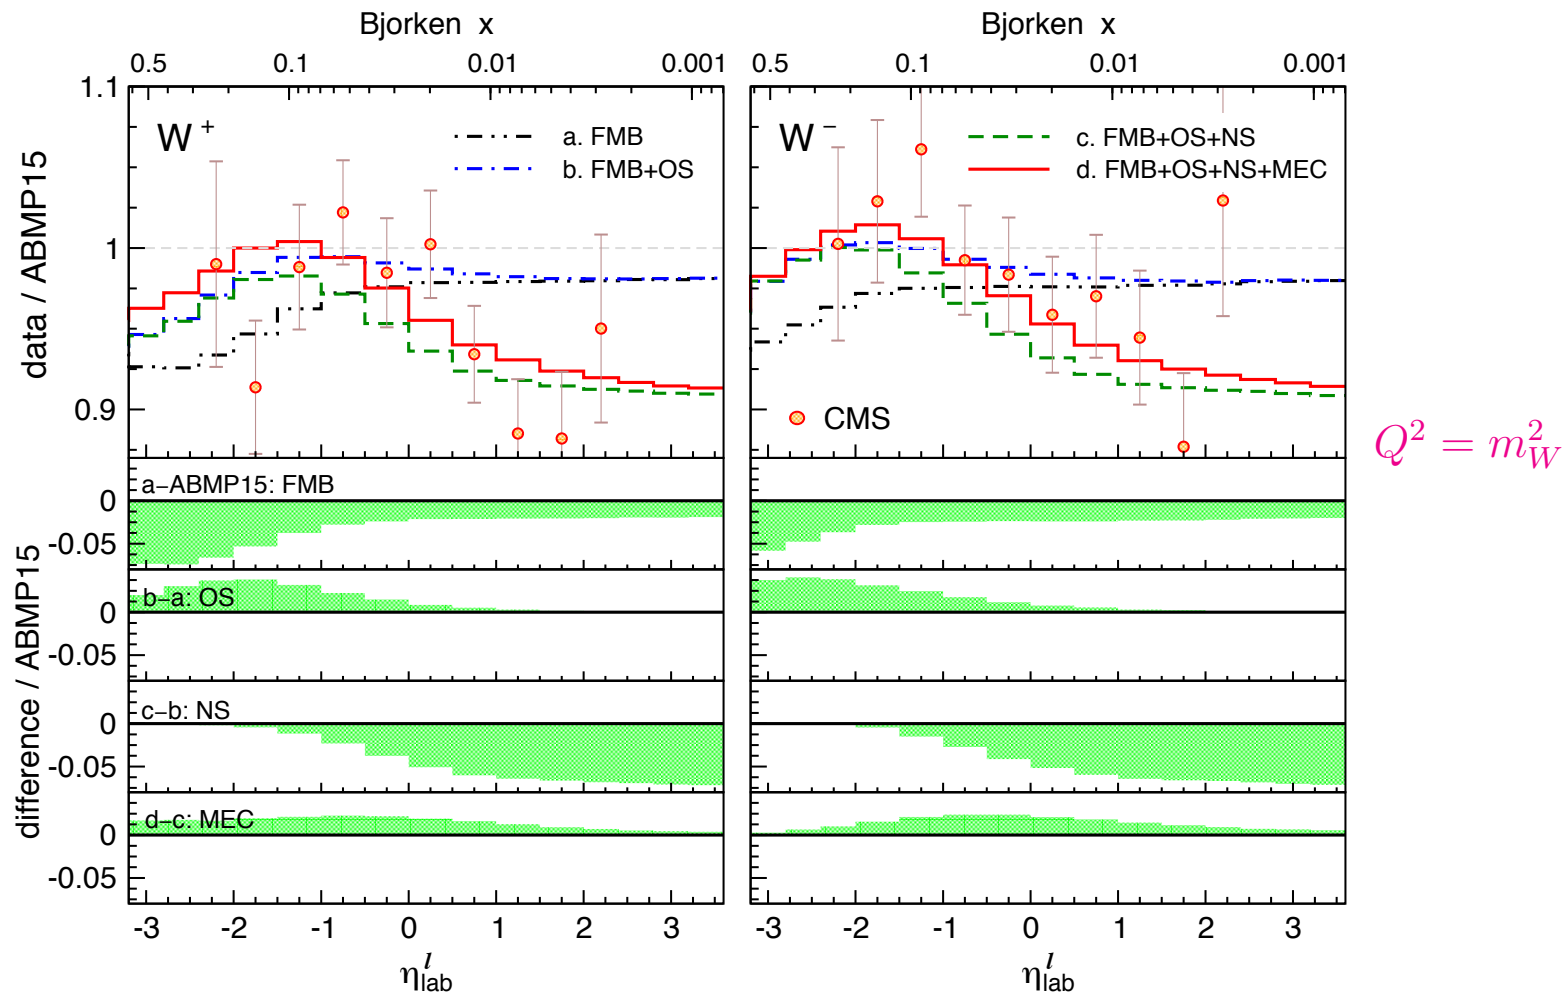 Bjorken x
Bjorken x
0.5 0.1 0.01 0.001
0.5 0.1 0.01 0.001
1.1
1
0.9
data / ABMP15
W+
a. FMB
b. FMB+OS
W−
c. FMB+OS+NS
d. FMB+OS+NS+MEC
CMS
Q² = m²_W
difference / ABMP15
a−ABMP15: FMB
0
-0.05
b−a: OS
0
-0.05
c−b: NS
0
-0.05
d−c: MEC
0
-0.05
-3 -2 -1 0 1 2 3
-3 -2 -1 0 1 2 3
η^l_lab
η^l_lab